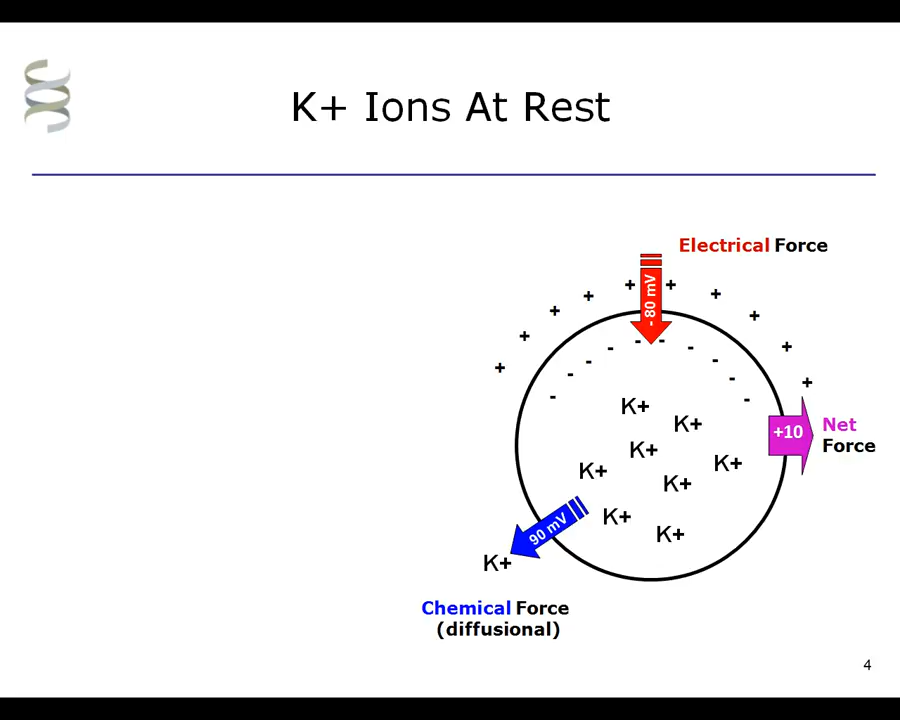 K+ Ions At Rest
Electrical Force
+ + + + + + + + + +
- 80 mV
- - - - - - - - - -
K+
K+
K+
K+
K+
K+
K+
K+
+10
Net
Force
90 mV
K+
Chemical Force
(diffusional)
4